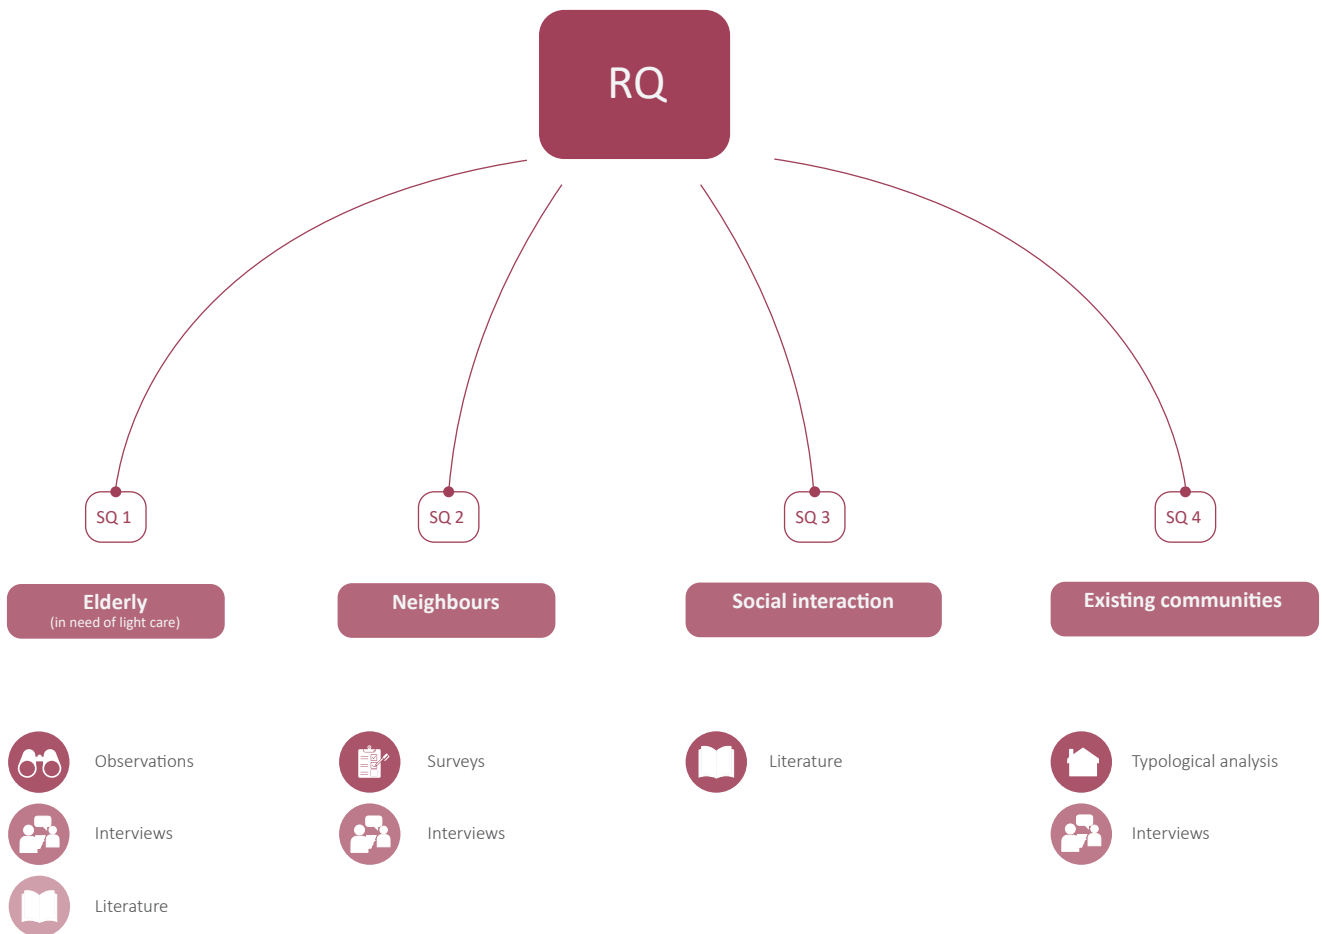 RQ
SQ 1
SQ 2
SQ 3
SQ 4
Elderly
(in need of light care)
Neighbours
Social interaction
Existing communities
Observations
Surveys
Literature
Typological analysis
Interviews
Interviews
Interviews
Literature